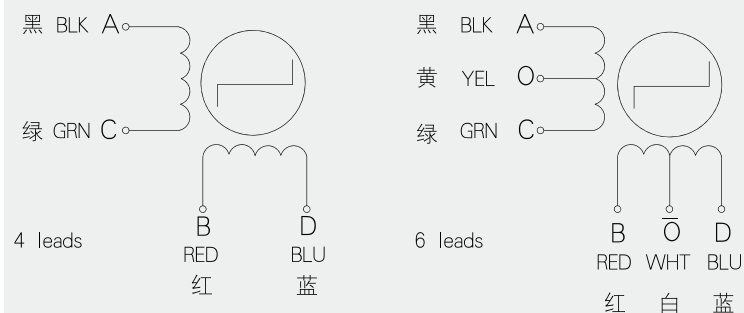 黑 BLK A
绿 GRN C
B D
RED BLU
红 蓝
4 leads
黑 BLK A
黄 YEL O
绿 GRN C
B O̅ D
RED WHT BLU
红 白 蓝
6 leads